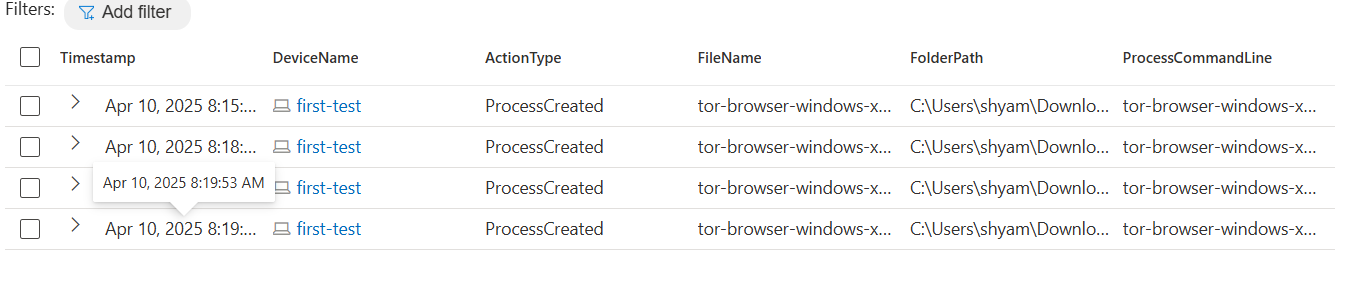 Filters: Add filter
Timestamp DeviceName ActionType FileName FolderPath ProcessCommandLine
Apr 10, 2025 8:15:... first-test ProcessCreated tor-browser-windows-x... C:\Users\shyam\Downlo... tor-browser-windows-x...
Apr 10, 2025 8:18:... first-test ProcessCreated tor-browser-windows-x... C:\Users\shyam\Downlo... tor-browser-windows-x...
Apr 10, 2025 8:19:53 AM first-test ProcessCreated tor-browser-windows-x... C:\Users\shyam\Downlo... tor-browser-windows-x...
Apr 10, 2025 8:19:... first-test ProcessCreated tor-browser-windows-x... C:\Users\shyam\Downlo... tor-browser-windows-x...